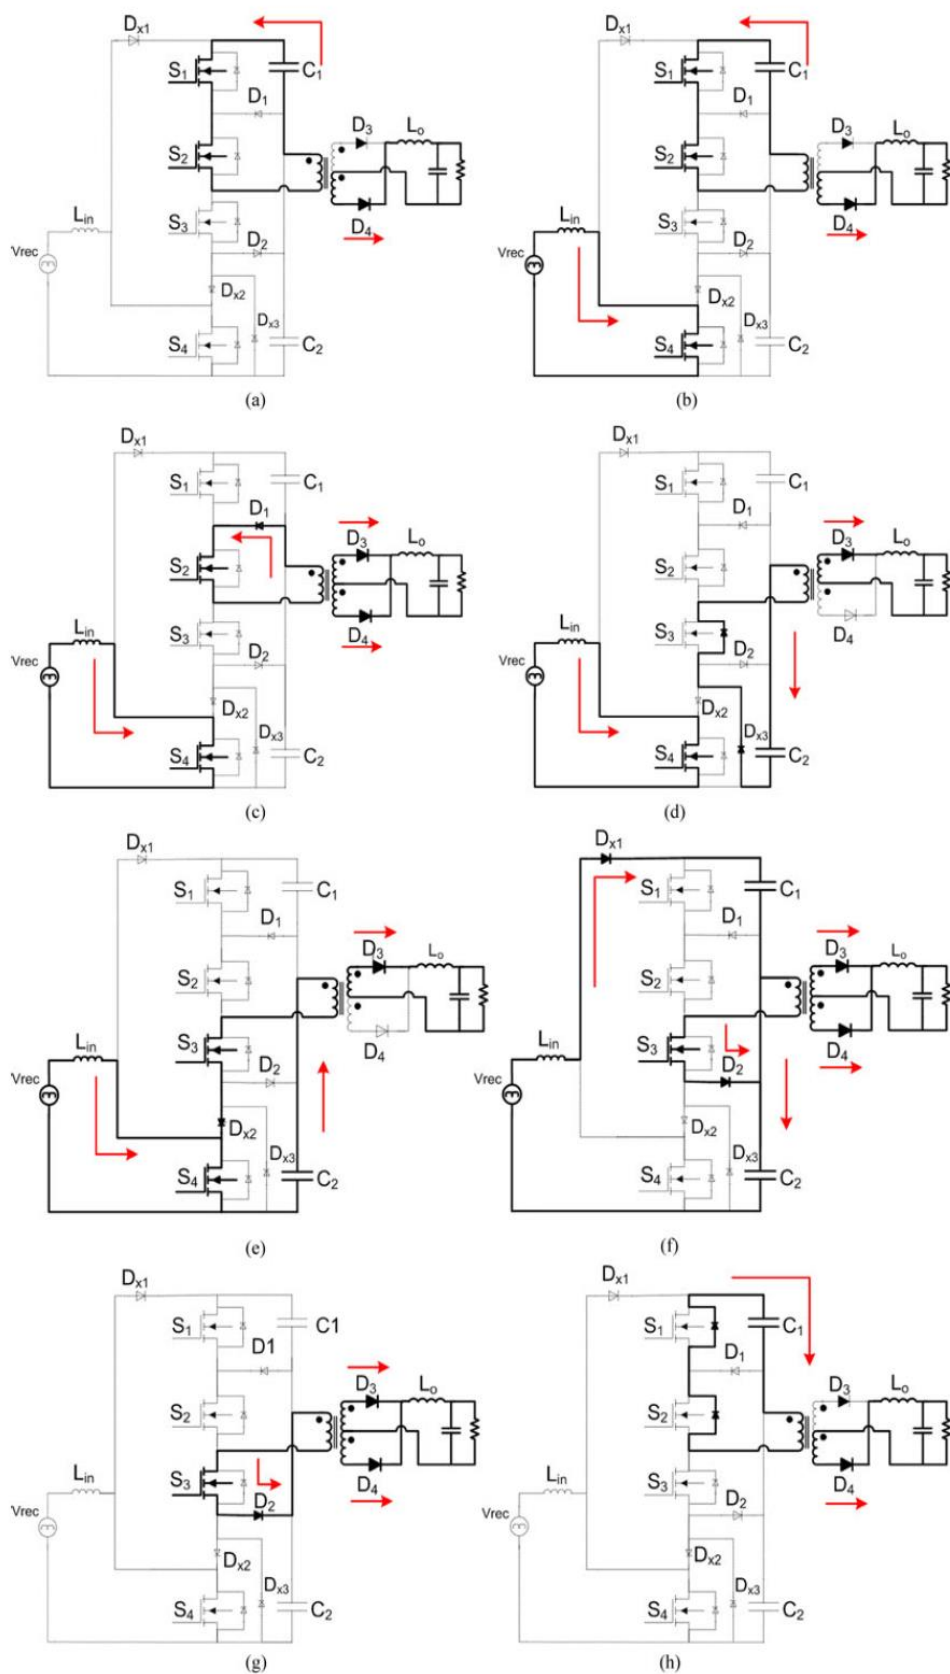 Dx1
S1
C1
D1
D3
Lo
S2
Lin
S3
D4
D2
Vrec
Dx2
Dx3
S4
C2
(a)
Dx1
S1
C1
D1
D3
Lo
S2
Lin
S3
D4
D2
Vrec
Dx2
Dx3
S4
C2
(b)
Dx1
S1
C1
D1
D3
Lo
S2
Lin
S3
D4
D2
Vrec
Dx2
Dx3
S4
C2
(c)
Dx1
S1
C1
D1
D3
Lo
S2
Lin
S3
D4
D2
Vrec
Dx2
Dx3
S4
C2
(d)
Dx1
S1
C1
D1
D3
Lo
S2
Lin
S3
D4
D2
Vrec
Dx2
Dx3
S4
C2
(e)
Dx1
S1
C1
D1
D3
Lo
S2
Lin
S3
D4
D2
Vrec
Dx2
Dx3
S4
C2
(f)
Dx1
S1
C1
D1
D3
Lo
S2
Lin
S3
D4
D2
Vrec
Dx2
Dx3
S4
C2
(g)
Dx1
S1
C1
D1
D3
Lo
S2
Lin
S3
D4
D2
Vrec
Dx2
Dx3
S4
C2
(h)